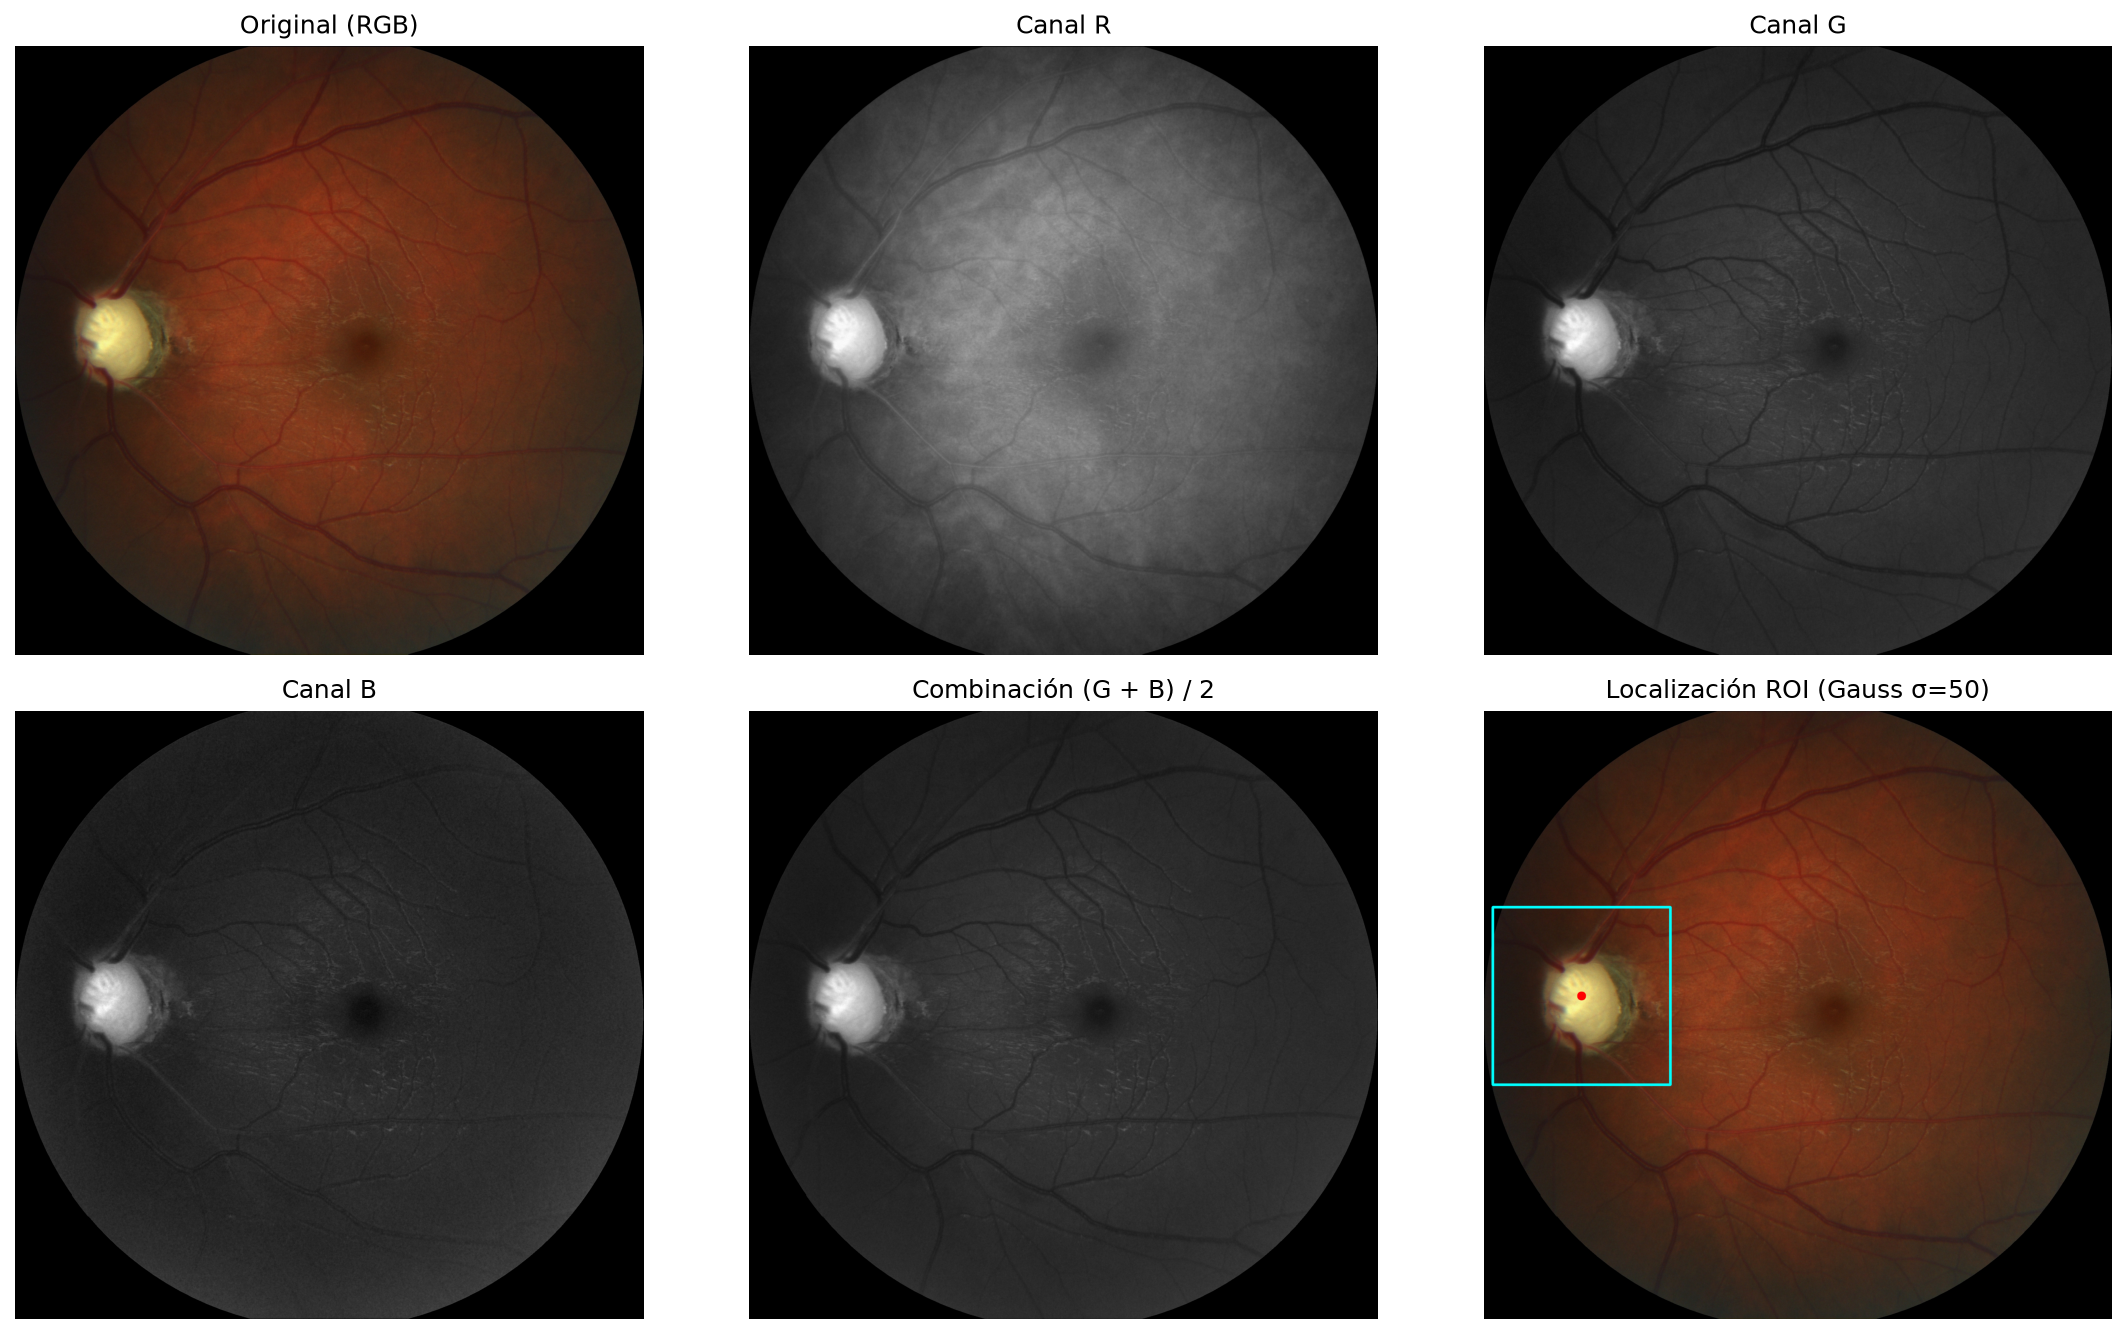 Original (RGB)
Canal R
Canal G
Canal B
Combinación (G + B) / 2
Localización ROI (Gauss σ=50)